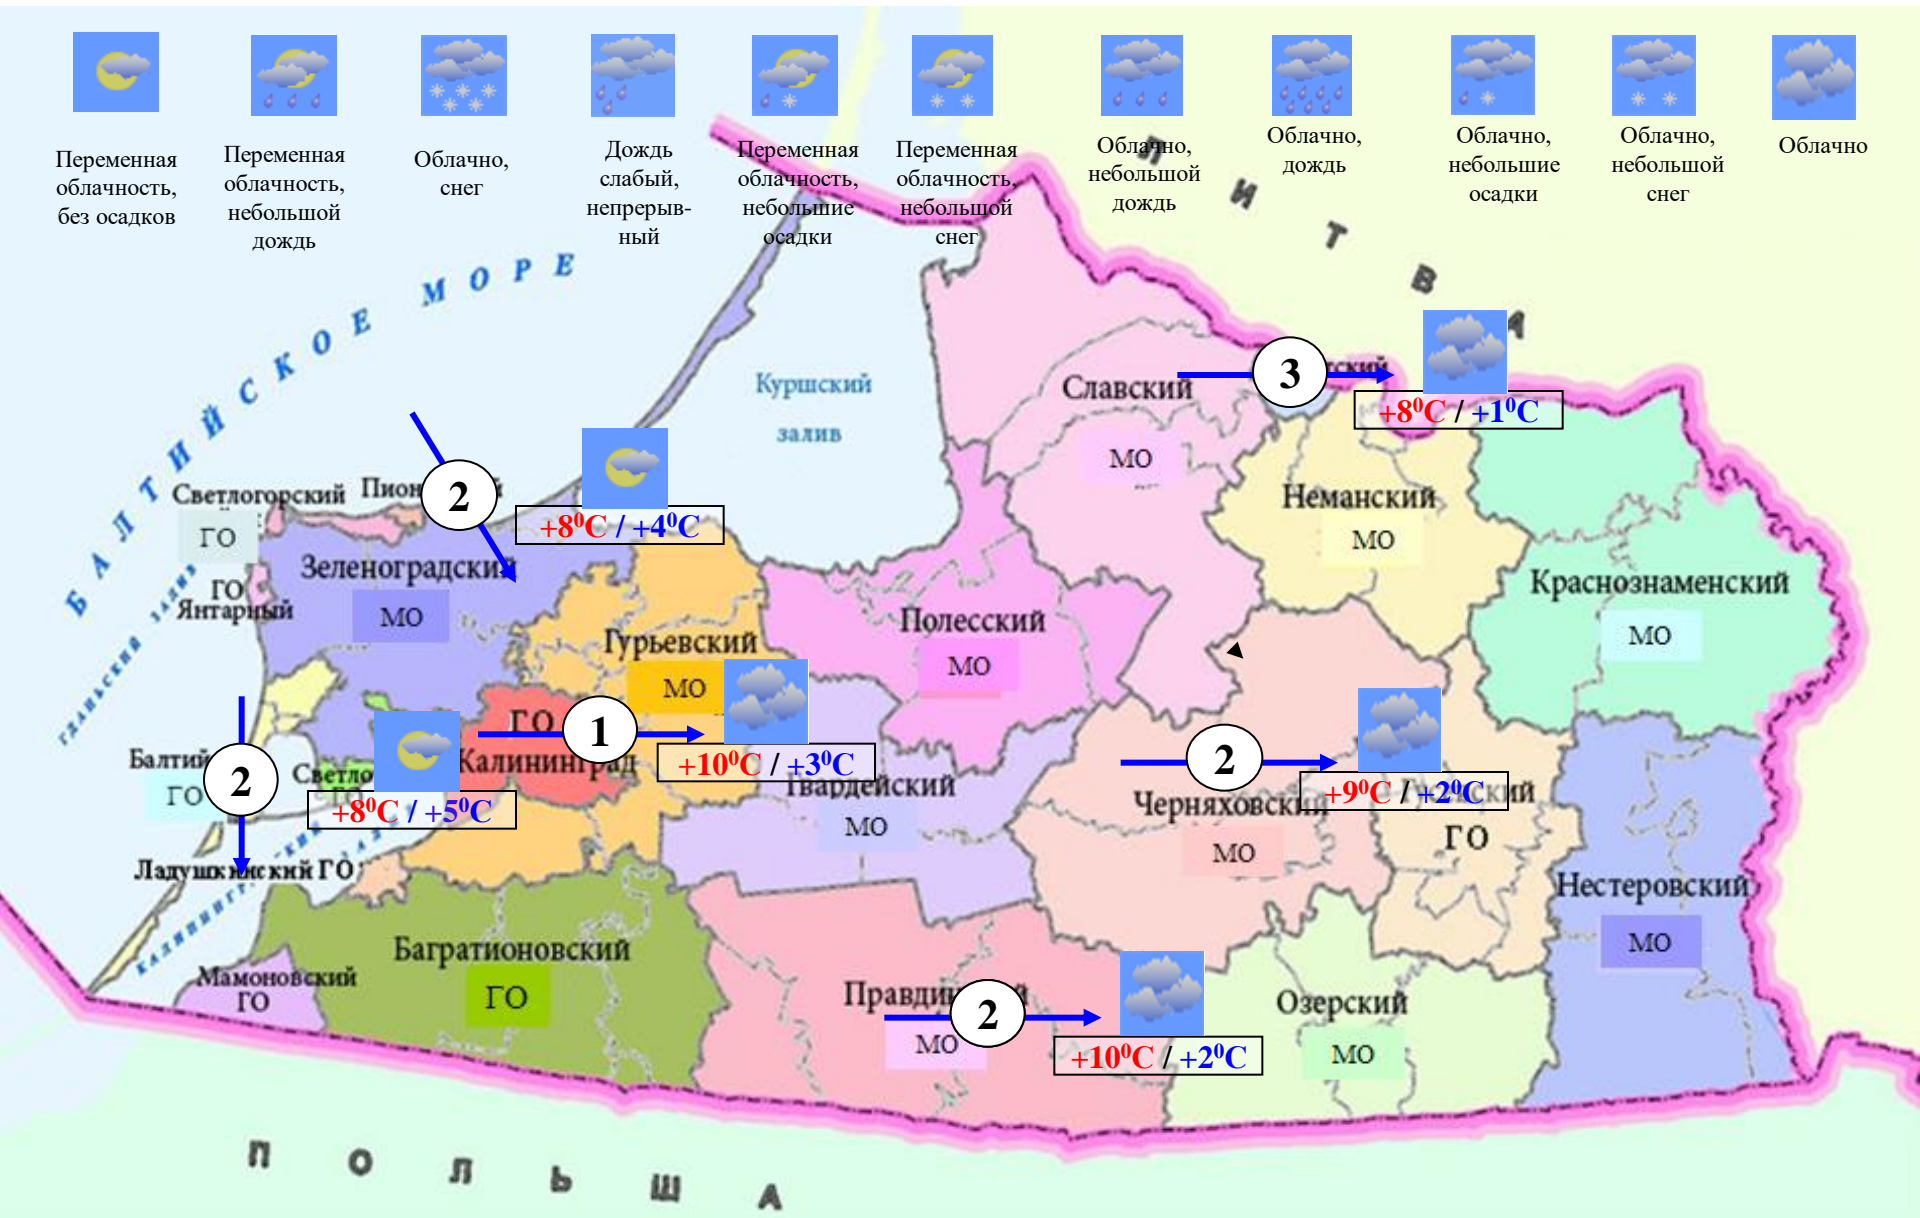 Переменная
облачность,
без осадков
Переменная
облачность,
небольшой
дождь
Облачно,
снег
Дождь
слабый,
непрерыв-
ный
Переменная
облачность,
небольшие
осадки
Переменная
облачность,
небольшой
снег
Облачно,
небольшой
дождь
Облачно,
дождь
Облачно,
небольшие
осадки
Облачно,
небольшой
снег
Облачно
ЛИТВА
БАЛТИЙСКОЕ МОРЕ
Куршский
залив
Славский
МО
3
+8⁰C / +1⁰C
Светлогорский
ГО
2
+8⁰C / +4⁰C
Неманский
МО
Зеленоградский
МО
ГО
Янтарный
Краснознаменский
МО
Полесский
МО
Гурьевский
МО
ГДАНЬСКИЙ ЗАЛИВ
ГО
Калининград
1
+10⁰C / +3⁰C
ГО
2
+8⁰C / +5⁰C
Гвардейский
МО
Черняховский
МО
2
+9⁰C / +2⁰C
ГО
Ладушкинский ГО
Нестеровский
МО
Багратионовский
ГО
Мамоновский
ГО
МО
2
+10⁰C / +2⁰C
Озерский
МО
ПОЛЬША